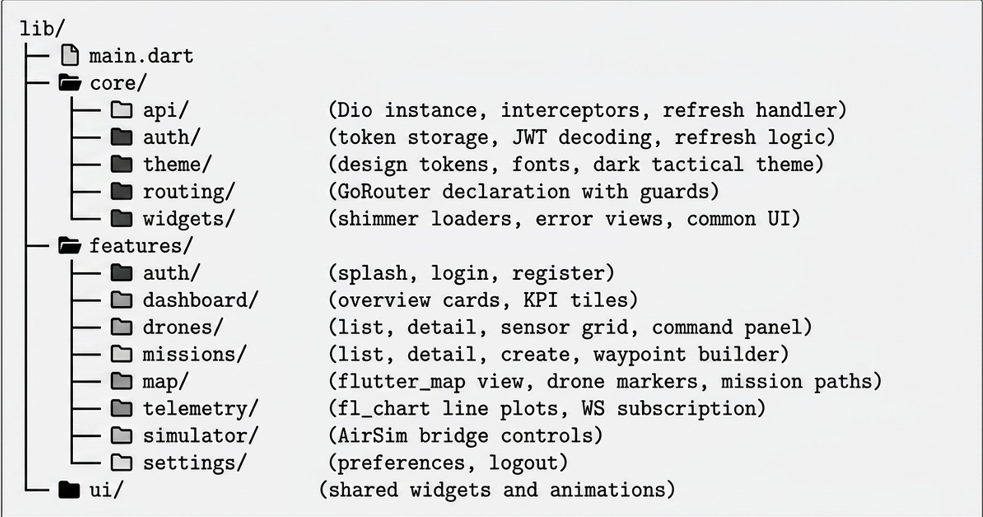 lib/
main.dart
core/
api/ (Dio instance, interceptors, refresh handler)
auth/ (token storage, JWT decoding, refresh logic)
theme/ (design tokens, fonts, dark tactical theme)
routing/ (GoRouter declaration with guards)
widgets/ (shimmer loaders, error views, common UI)
features/
auth/ (splash, login, register)
dashboard/ (overview cards, KPI tiles)
drones/ (list, detail, sensor grid, command panel)
missions/ (list, detail, create, waypoint builder)
map/ (flutter_map view, drone markers, mission paths)
telemetry/ (fl_chart line plots, WS subscription)
simulator/ (AirSim bridge controls)
settings/ (preferences, logout)
ui/ (shared widgets and animations)